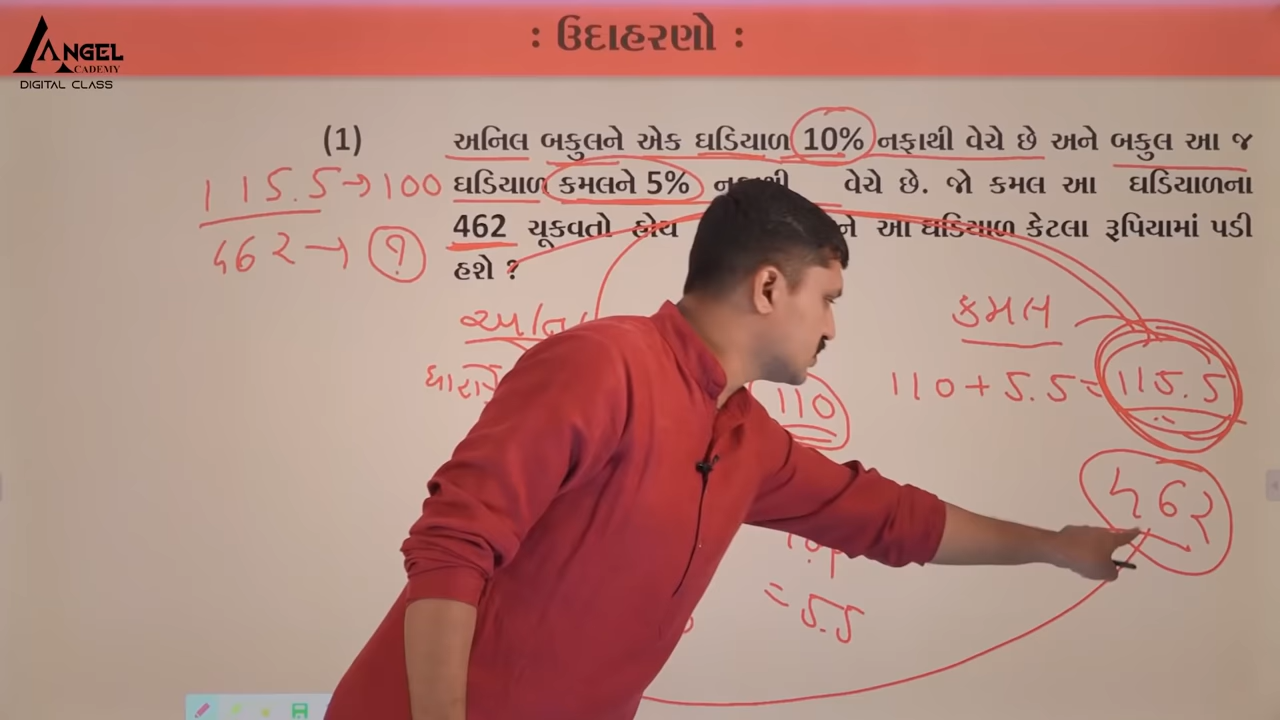 ANGEL
ACADEMY
DIGITAL CLASS
: ઉદાહરણો :
(1) અનિલ બકુલને એક ઘડિયાળ 10% નફાથી વેચે છે અને બકુલ આ જ
ઘડિયાળ કમલને 5% નફાથી વેચે છે. જો કમલ આ ઘડિયાળના
462 ચૂકવતો હોય ને આ ઘડિયાળ કેટલા રૂપિયામાં પડી
હશે ?
115.5 → 100
462 → ?
કમલ
110
110 + 5.5 = 115.5
462
= 5.5